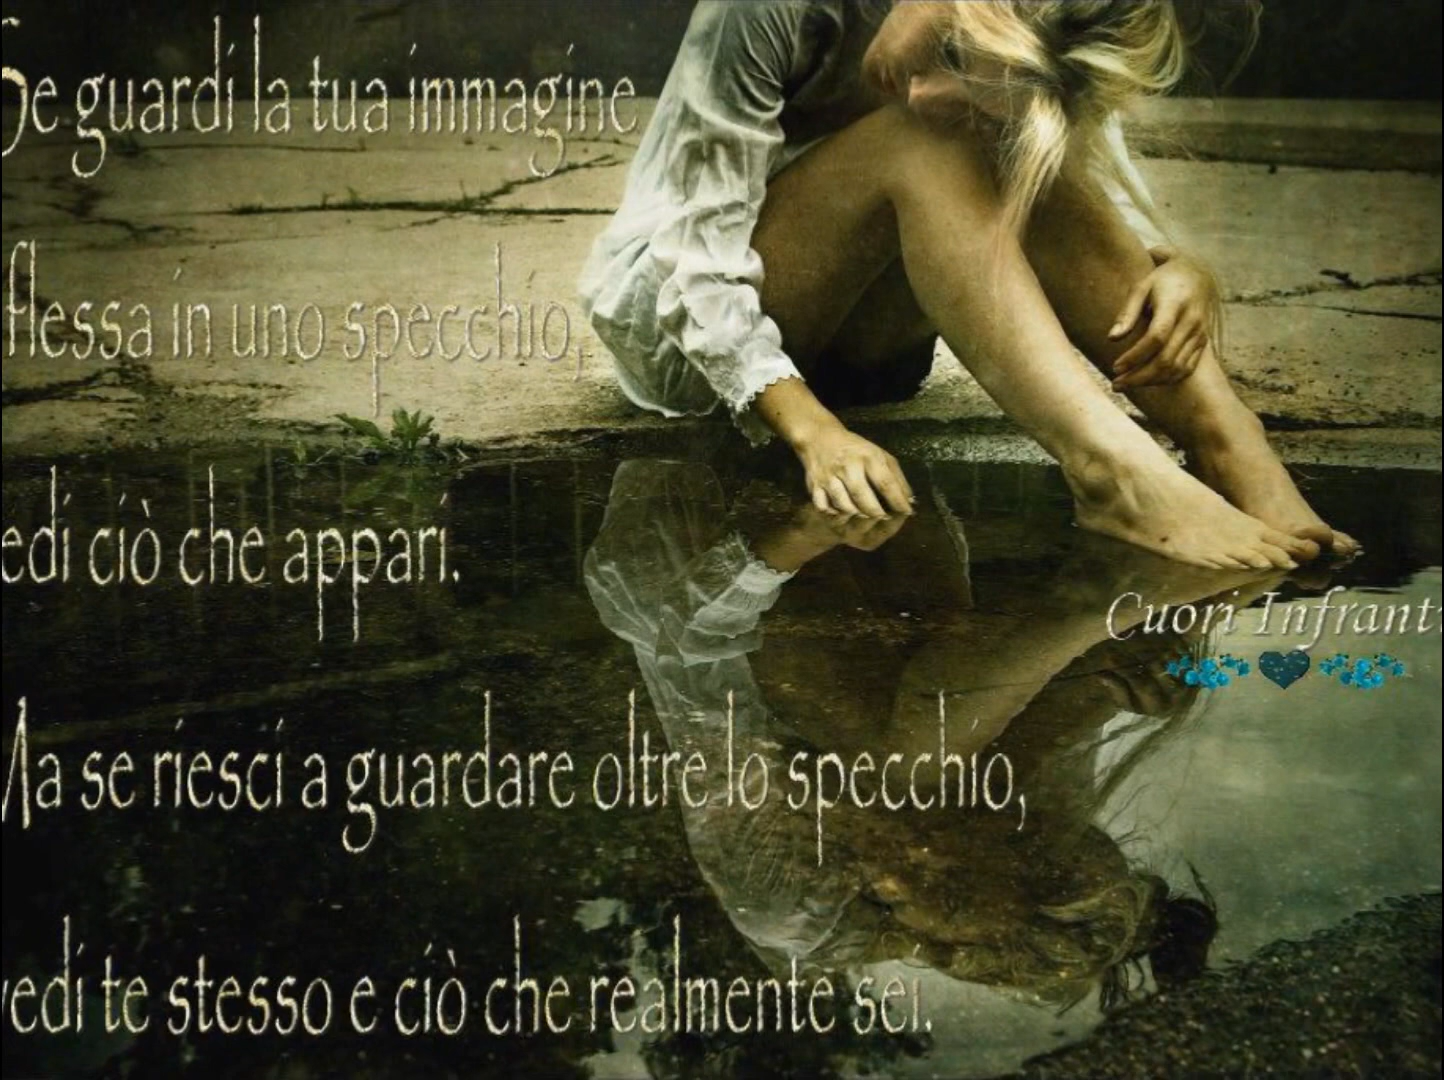 Se guardi la tua immagine
flessa in uno specchio,
edi ciò che appari.
Cuori Infranti
Ma se riesci a guardare oltre lo specchio,
vedi te stesso e ciò che realmente sei.